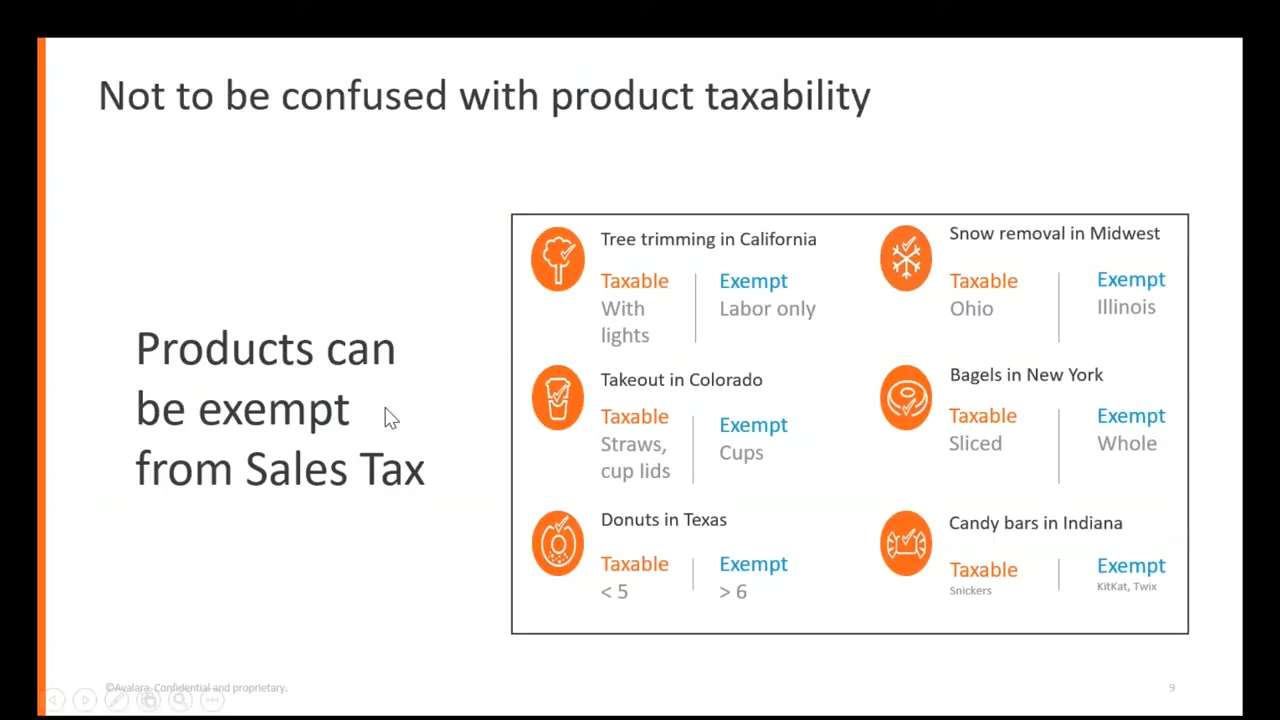 Not to be confused with product taxability
Products can
be exempt
from Sales Tax
Tree trimming in California
Taxable
With
lights
Exempt
Labor only
Snow removal in Midwest
Taxable
Ohio
Exempt
Illinois
Takeout in Colorado
Taxable
Straws,
cup lids
Exempt
Cups
Bagels in New York
Taxable
Sliced
Exempt
Whole
Donuts in Texas
Taxable
< 5
Exempt
> 6
Candy bars in Indiana
Taxable
Snickers
Exempt
KitKat, Twix
©Avalara. Confidential and proprietary.
9